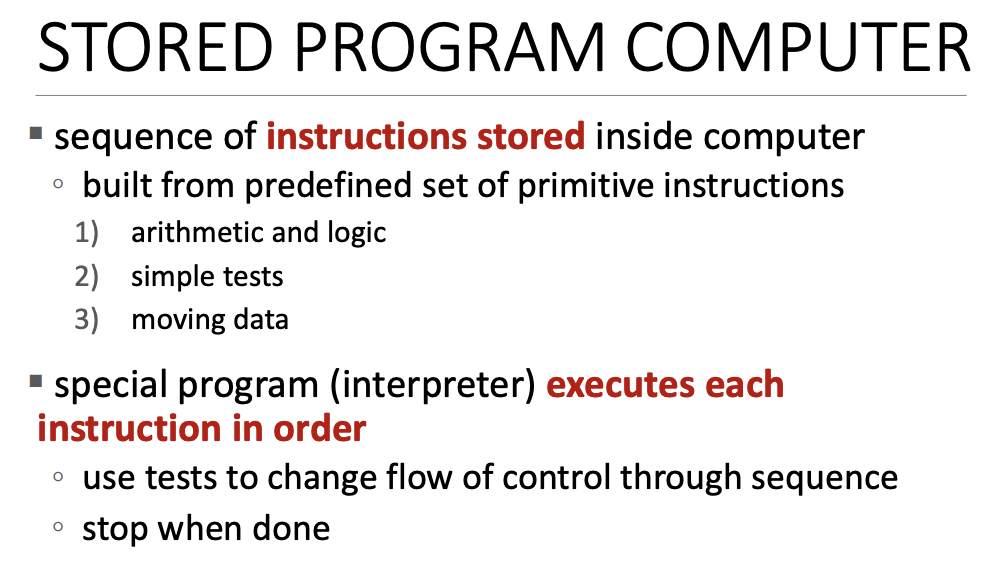 STORED PROGRAM COMPUTER
▪ sequence of instructions stored inside computer
◦ built from predefined set of primitive instructions
1) arithmetic and logic
2) simple tests
3) moving data
▪ special program (interpreter) executes each
instruction in order
◦ use tests to change flow of control through sequence
◦ stop when done